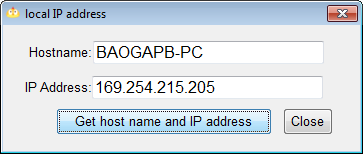 local IP address
Hostname: BAOGAPB-PC
IP Address: 169.254.215.205
Get host name and IP address Close